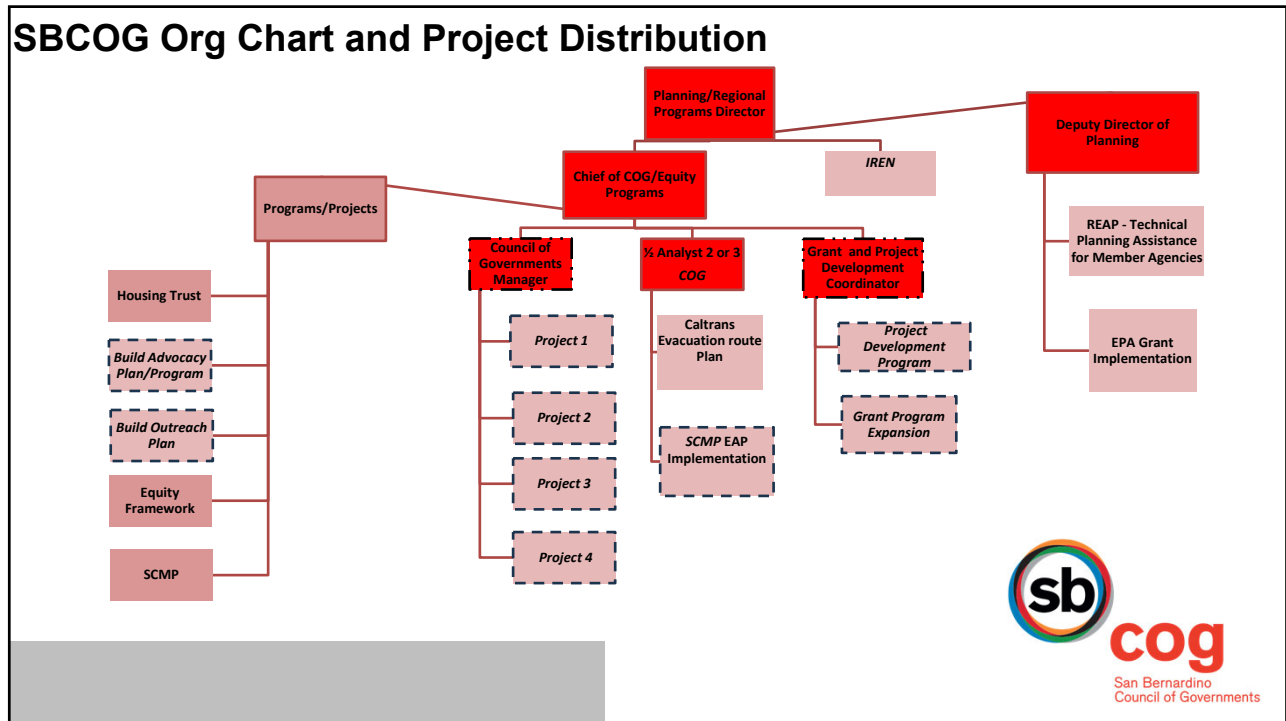 SBCOG Org Chart and Project Distribution
Planning/Regional
Programs Director
Deputy Director of
Planning
IREN
Chief of COG/Equity
Programs
Programs/Projects
Housing Trust
Build Advocacy
Plan/Program
Build Outreach
Plan
Equity
Framework
SCMP
Council of
Governments
Manager
Project 1
Project 2
Project 3
Project 4
½ Analyst 2 or 3
COG
Caltrans
Evacuation route
Plan
SCMP EAP
Implementation
Grant and Project
Development
Coordinator
Project
Development
Program
Grant Program
Expansion
REAP - Technical
Planning Assistance
for Member Agencies
EPA Grant
Implementation
sb
cog
San Bernardino
Council of Governments